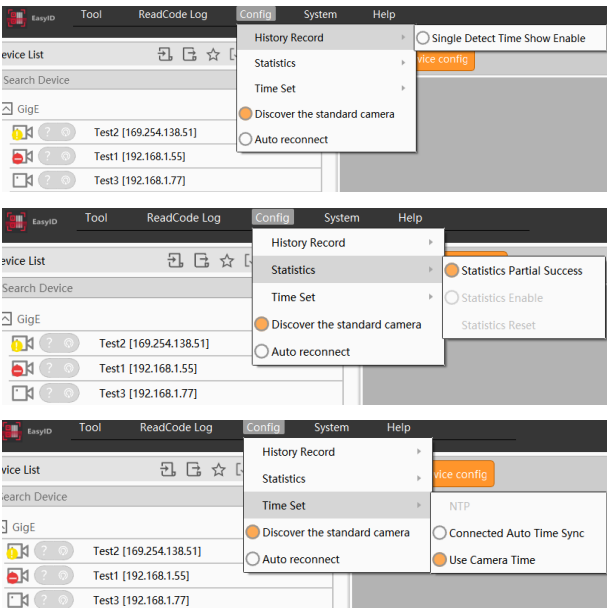 EasyID Tool ReadCode Log Config System Help
evice List
History Record
Single Detect Time Show Enable
Search Device
Statistics
vice config
Time Set
GigE
Discover the standard camera
Test2 [169.254.138.51]
Auto reconnect
Test1 [192.168.1.55]
Test3 [192.168.1.77]
EasyID Tool ReadCode Log Config System Help
evice List
History Record
Search Device
Statistics
Statistics Partial Success
Time Set
Statistics Enable
GigE
Discover the standard camera
Statistics Reset
Test2 [169.254.138.51]
Auto reconnect
Test1 [192.168.1.55]
Test3 [192.168.1.77]
EasyID Tool ReadCode Log Config System Help
vice List
History Record
Search Device
Statistics
vice config
Time Set
NTP
GigE
Discover the standard camera
Connected Auto Time Sync
Test2 [169.254.138.51]
Auto reconnect
Use Camera Time
Test1 [192.168.1.55]
Test3 [192.168.1.77]